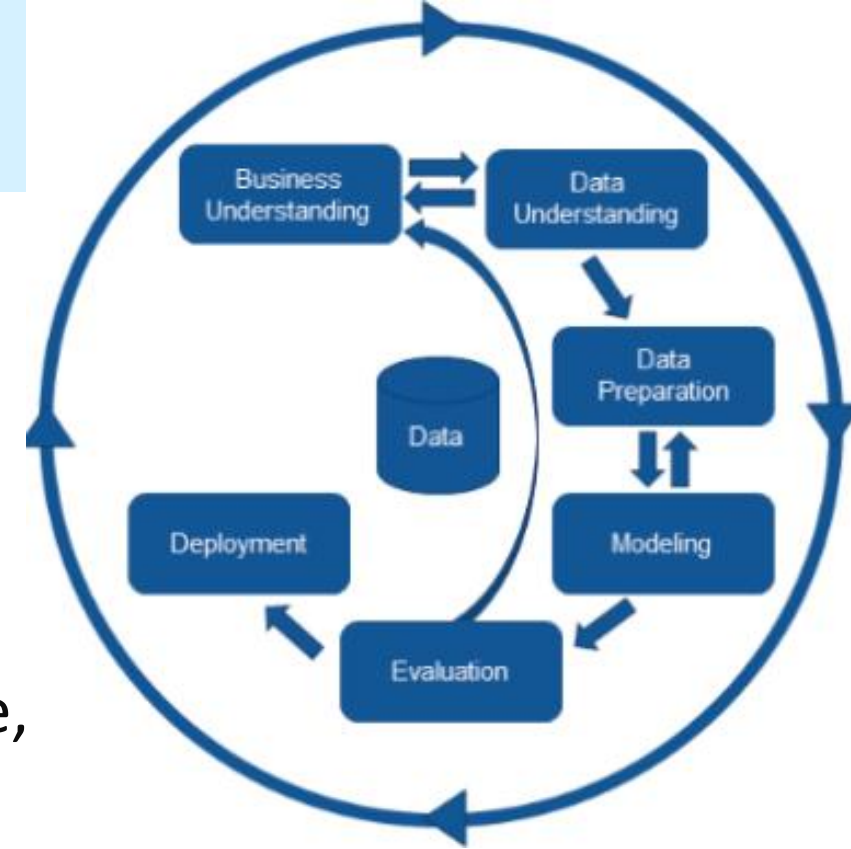 Business
Understanding
Data
Understanding
Data
Preparation
Data
Deployment
Modeling
Evaluation
e,